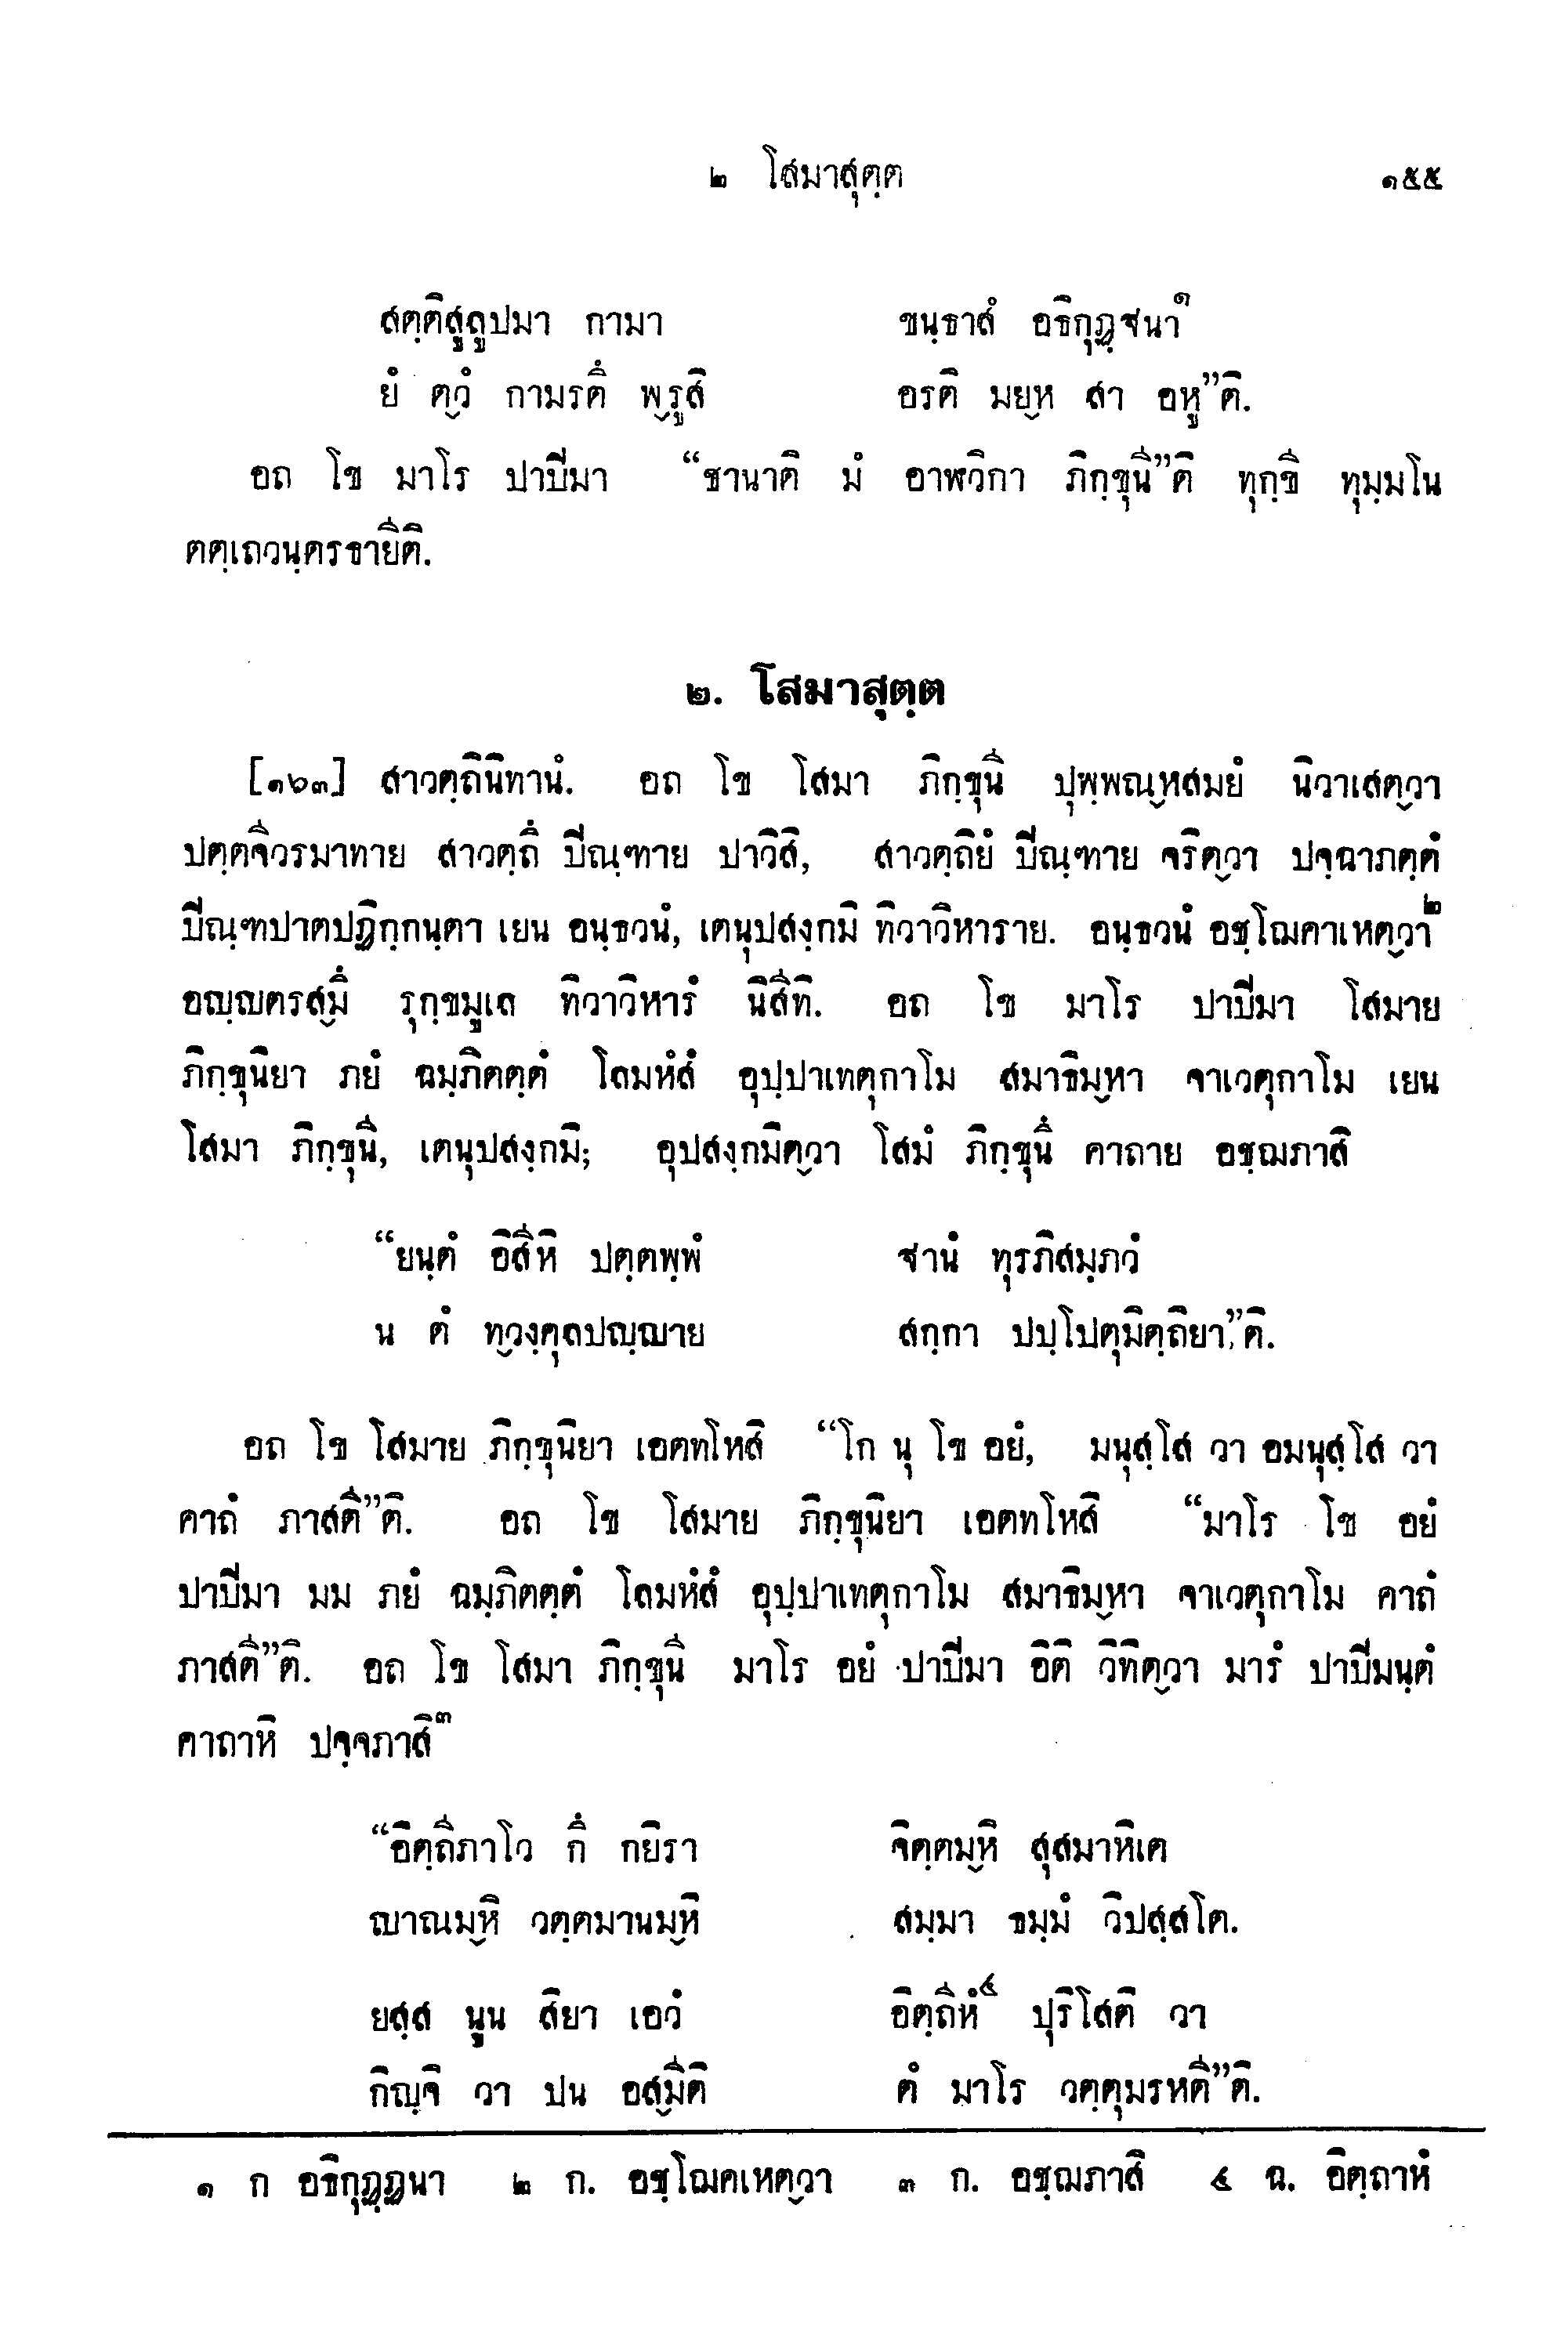 ๒ โสมาสุตฺต ๑๕๕
สตฺติสูลูปมา กามา ขนฺธาสํ อธิกุฏฺฐนา๑
ยํ ตฺวํ กามรตึ พฺรูสิ อรติ มยฺห สา อหู”ติ.
อถ โข มาโร ปาปิมา “ชานาติ มํ อาฬวิกา ภิกฺขุนี”ติ ทุกฺขี ทุมฺมโน
ตตฺเถวนฺตรธายีติ.
๒. โสมาสุตฺต
[๑๖๓] สาวตฺถินิทานํ. อถ โข โสมา ภิกฺขุนี ปุพฺพณฺหสมยํ นิวาเสตฺวา
ปตฺตจีวรมาทาย สาวตฺถึ ปิณฺฑาย ปาวิสิ, สาวตฺถิยํ ปิณฺฑาย จริตฺวา ปจฺฉาภตฺตํ
ปิณฺฑปาตปฏิกฺกนฺตา เยน อนฺธวนํ, เตนุปสงฺกมิ ทิวาวิหาราย. อนฺธวนํ อชฺโฌคาเหตฺวา๒
อญฺญตรสฺมึ รุกฺขมูเล ทิวาวิหารํ นิสีทิ. อถ โข มาโร ปาปิมา โสมาย
ภิกฺขุนิยา ภยํ ฉมฺภิตตฺตํ โลมหํสํ อุปฺปาเทตุกาโม สมาธิมฺหา จาเวตุกาโม เยน
โสมา ภิกฺขุนี, เตนุปสงฺกมิ; อุปสงฺกมิตฺวา โสมํ ภิกฺขุนึ คาถาย อชฺฌภาสิ
“ยนฺตํ อิสีหิ ปตฺตพฺพํ ฐานํ ทุรภิสมฺภวํ
น ตํ ทฺวงฺคุลปญฺญาย สกฺกา ปปฺโปตุมิตฺถิยา”ติ.
อถ โข โสมาย ภิกฺขุนิยา เอตทโหสิ “โก นุ โข อยํ, มนุสฺโส วา อมนุสฺโส วา
คาถํ ภาสตี”ติ. อถ โข โสมาย ภิกฺขุนิยา เอตทโหสิ “มาโร โข อยํ
ปาปิมา มม ภยํ ฉมฺภิตตฺตํ โลมหํสํ อุปฺปาเทตุกาโม สมาธิมฺหา จาเวตุกาโม คาถํ
ภาสตี”ติ. อถ โข โสมา ภิกฺขุนี มาโร อยํ ปาปิมา อิติ วิทิตฺวา มารํ ปาปิมนฺตํ
คาถาหิ ปจฺจภาสิ๓
“อิตฺถีภาโว กึ กยิรา จิตฺตมฺหิ สุสมาหิเต
ญาณมฺหิ วตฺตมานมฺหิ สมฺมา ธมฺมํ วิปสฺสโต.
ยสฺส นูน สิยา เอวํ อิตฺถีหํ๔ ปุริโสติ วา
กิญฺจิ วา ปน อสฺมีติ ตํ มาโร วตฺตุมรหตี”ติ.
๑ ก อธิกุฏฺฏนา ๒ ก. อชฺโฌคเหตฺวา ๓ ก. อชฺฌภาสิ ๔ ฉ. อิตฺถาหํ